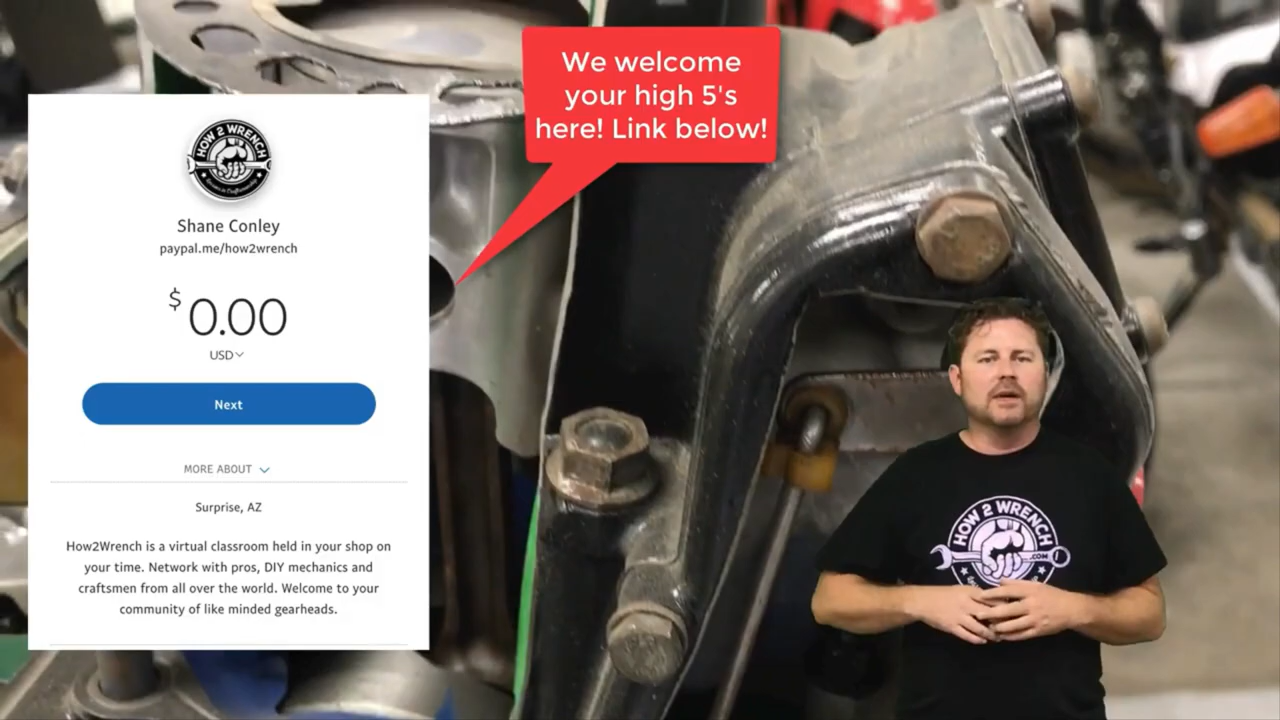 We welcome
your high 5's
here! Link below!
HOW 2 WRENCH
Shane Conley
paypal.me/how2wrench
$ 0.00
USD
Next
MORE ABOUT
Surprise, AZ
How2Wrench is a virtual classroom held in your shop on
your time. Network with pros, DIY mechanics and
craftsmen from all over the world. Welcome to your
community of like minded gearheads.
HOW 2 WRENCH
.COM